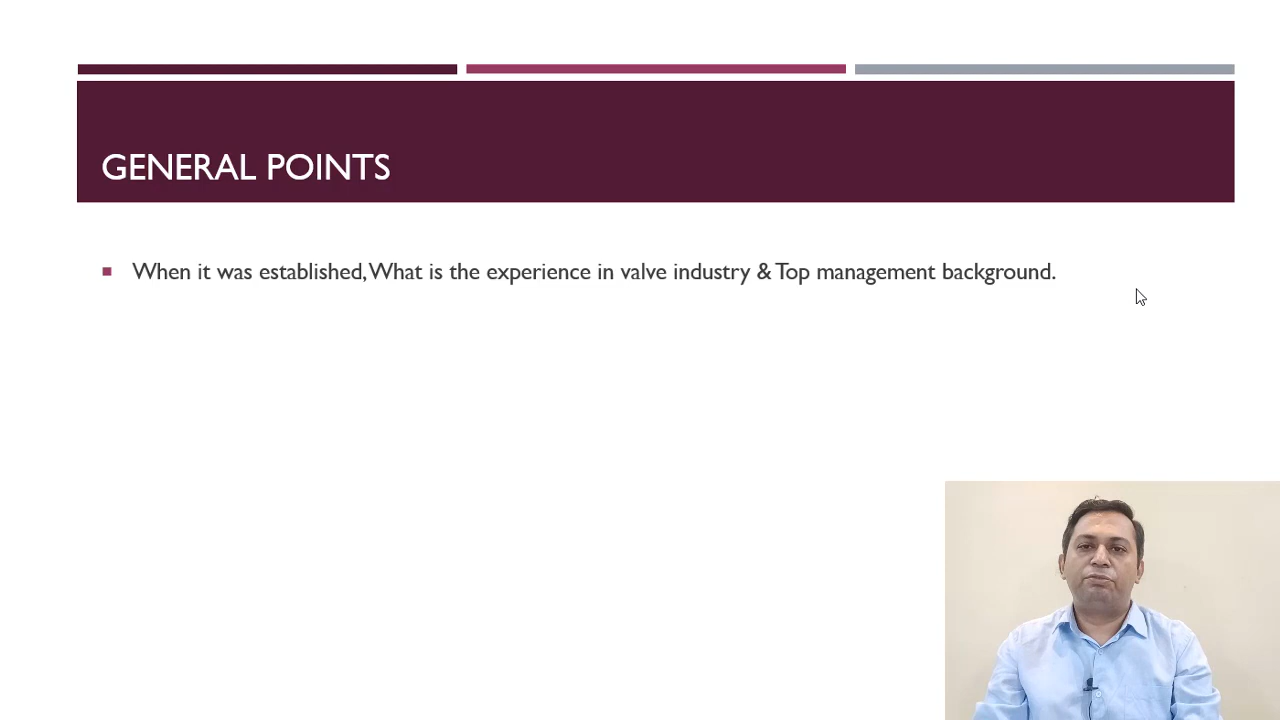 GENERAL POINTS
When it was established, What is the experience in valve industry & Top management background.